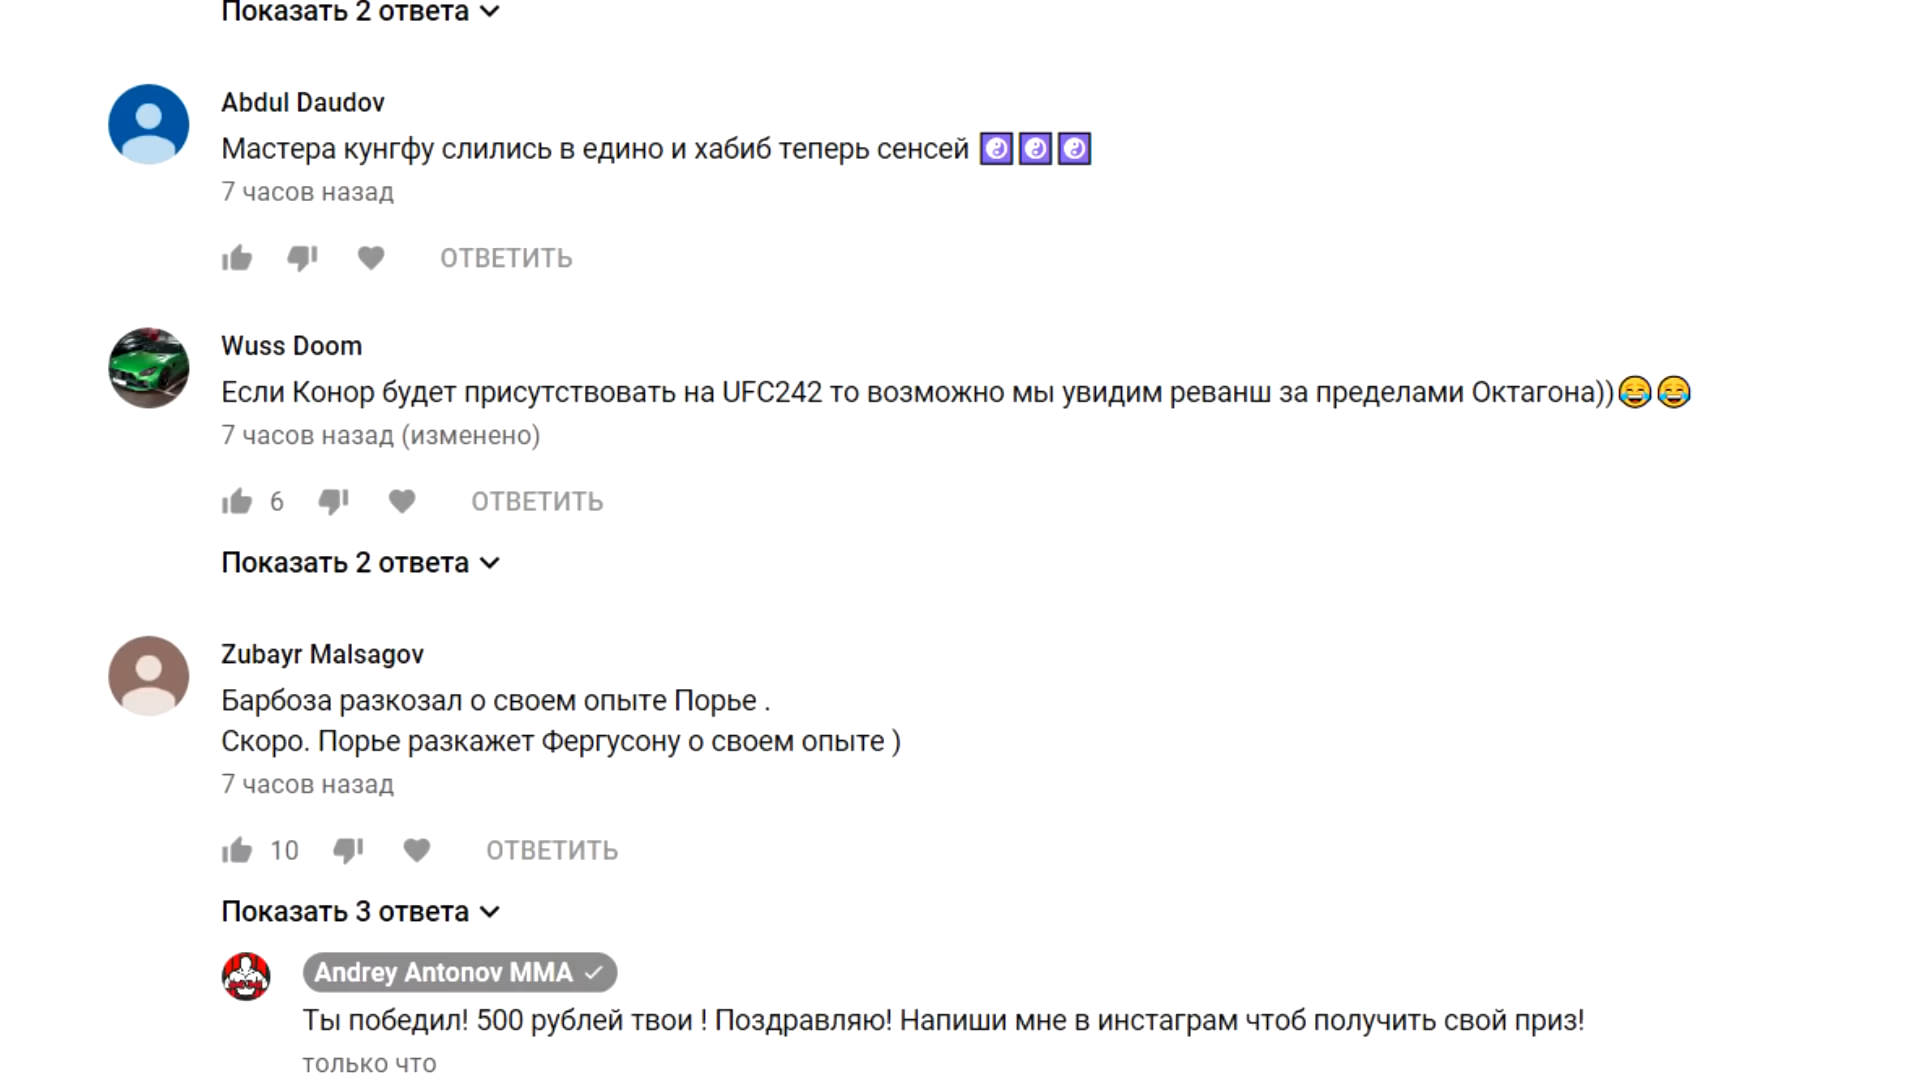 Показать 2 ответа
Abdul Daudov
Мастера кунгфу слились в едино и хабиб теперь сенсей ☯☯☯
7 часов назад
ОТВЕТИТЬ
Wuss Doom
Если Конор будет присутствовать на UFC242 то возможно мы увидим реванш за пределами Октагона))😂😂
7 часов назад (изменено)
6 ОТВЕТИТЬ
Показать 2 ответа
Zubayr Malsagov
Барбоза разкозал о своем опыте Порье .
Скоро. Порье разкажет Фергусону о своем опыте )
7 часов назад
10 ОТВЕТИТЬ
Показать 3 ответа
Andrey Antonov MMA
Ты победил! 500 рублей твои ! Поздравляю! Напиши мне в инстаграм чтоб получить свой приз!
только что